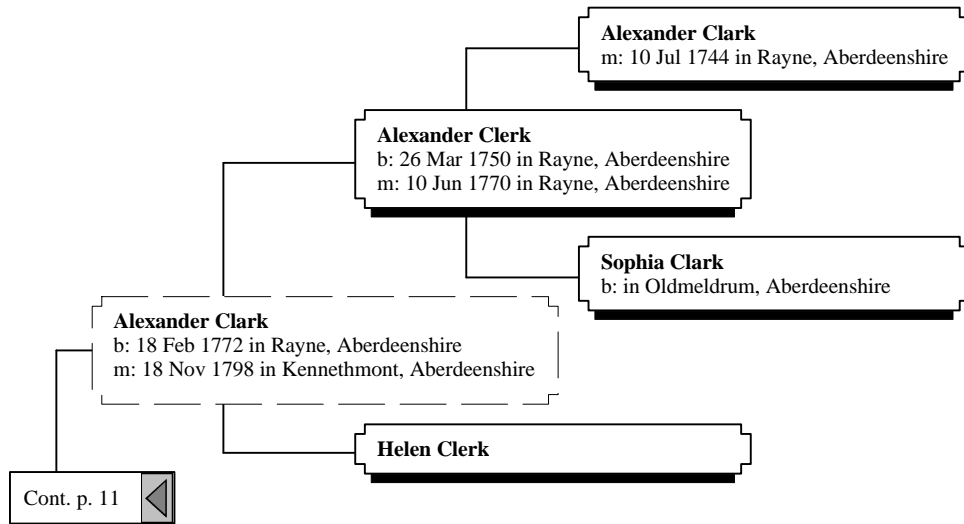 Alexander Clark
m: 10 Jul 1744 in Rayne, Aberdeenshire
Alexander Clerk
b: 26 Mar 1750 in Rayne, Aberdeenshire
m: 10 Jun 1770 in Rayne, Aberdeenshire
Sophia Clark
b: in Oldmeldrum, Aberdeenshire
Alexander Clark
b: 18 Feb 1772 in Rayne, Aberdeenshire
m: 18 Nov 1798 in Kennethmont, Aberdeenshire
Helen Clerk
Cont. p. 11